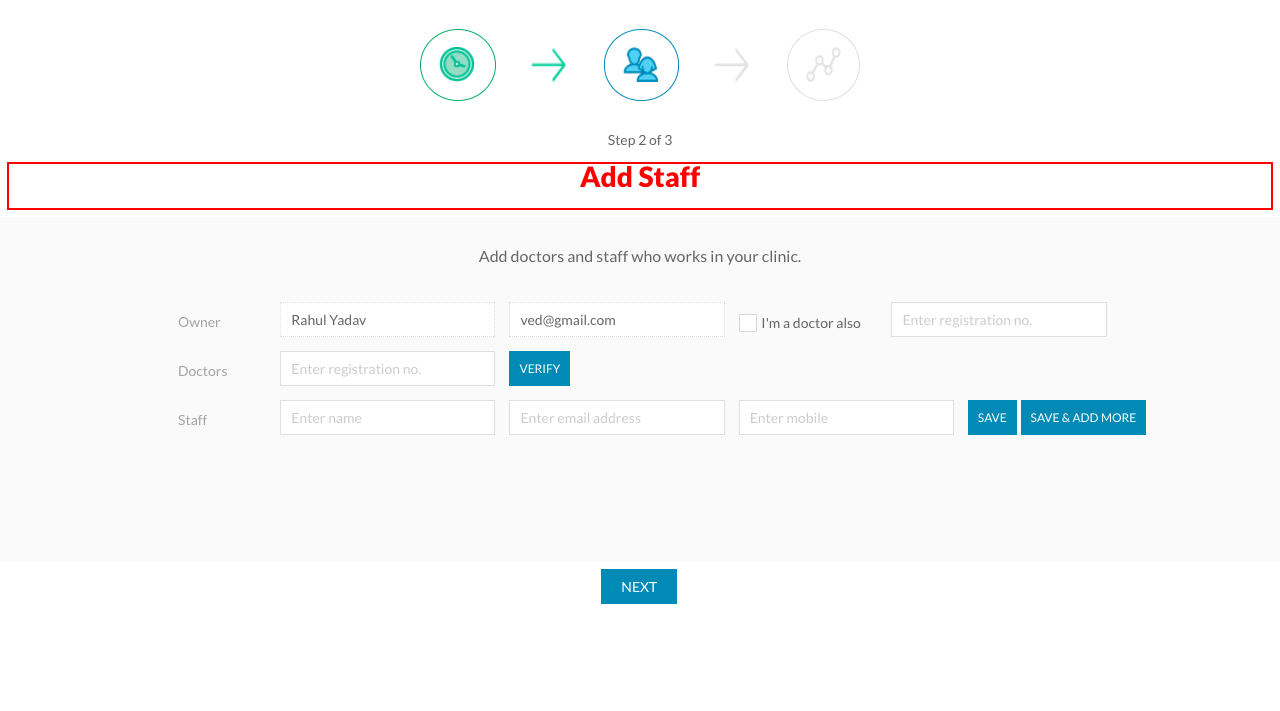 Step 2 of 3
Add Staff
Add doctors and staff who works in your clinic.
Owner Rahul Yadav ved@gmail.com I'm a doctor also Enter registration no.
Doctors Enter registration no. VERIFY
Staff Enter name Enter email address Enter mobile SAVE SAVE & ADD MORE
NEXT